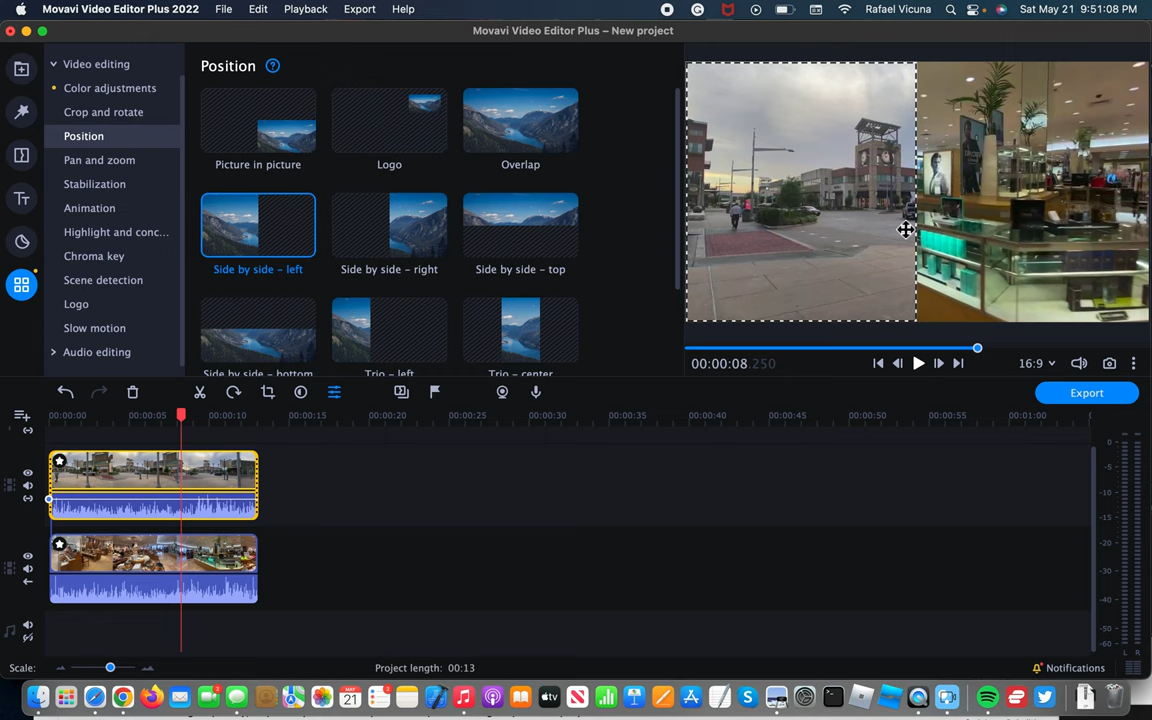 Movavi Video Editor Plus 2022 File Edit Playback Export Help Rafael Vicuna Sat May 21 9:51:08 PM
Movavi Video Editor Plus – New project
Video editing
Color adjustments
Crop and rotate
Position
Pan and zoom
Stabilization
Animation
Highlight and conc...
Chroma key
Scene detection
Logo
Slow motion
Audio editing
Position ?
Picture in picture Logo Overlap
Side by side – left Side by side – right Side by side – top
Side by side – bottom Trio – left Trio – center
00:00:08.250 16:9
Export
00:00:00 00:00:05 00:00:10 00:00:15 00:00:20 00:00:25 00:00:30 00:00:35 00:00:40 00:00:45 00:00:50 00:00:55 00:01:00
0
-5
-10
-15
-20
-25
-30
-40
-50
-60
L R
Scale: Project length: 00:13 Notifications